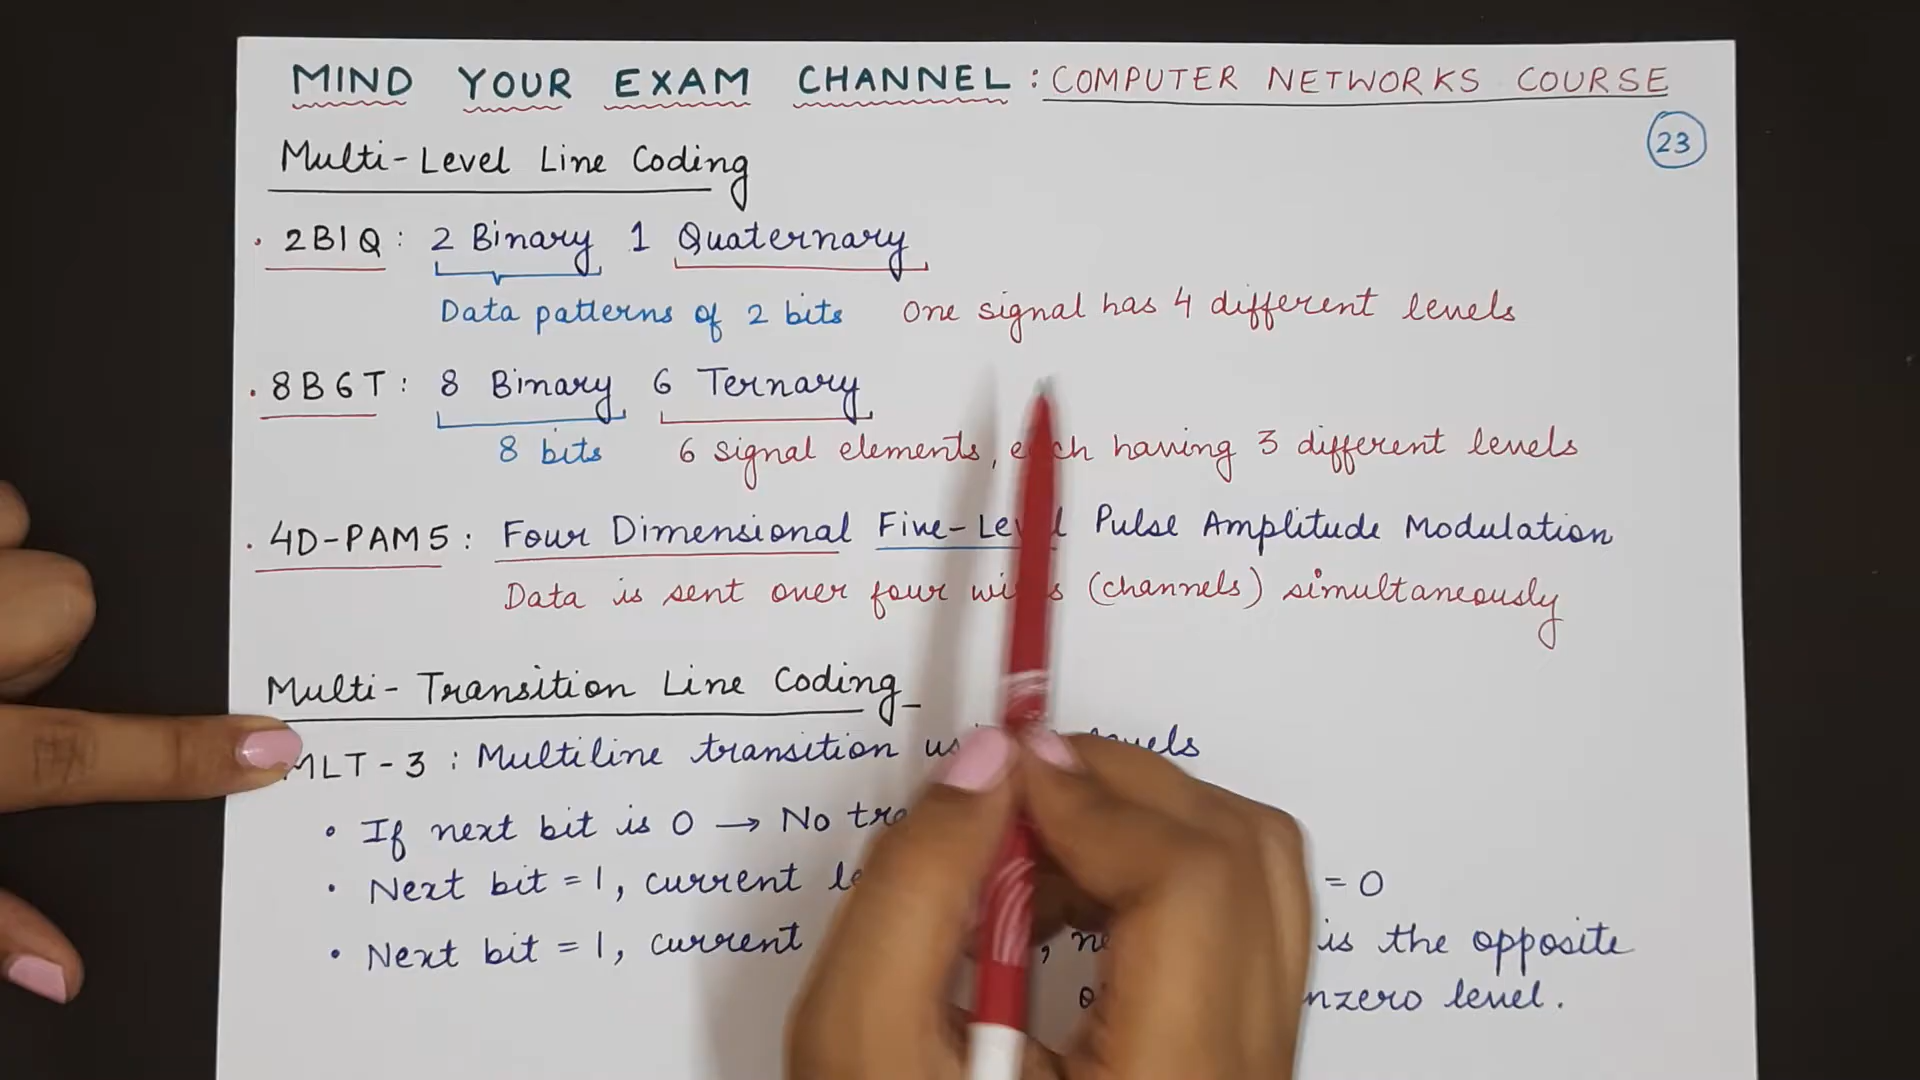 MIND YOUR EXAM CHANNEL : COMPUTER NETWORKS COURSE
23
Multi-Level Line Coding
• 2B1Q : 2 Binary 1 Quaternary
Data patterns of 2 bits One signal has 4 different levels
• 8B6T : 8 Binary 6 Ternary
8 bits 6 signal elements, each having 3 different levels
• 4D-PAM5 : Four Dimensional Five-Level Pulse Amplitude Modulation
Data is sent over four wires (channels) simultaneously
Multi-Transition Line Coding
MLT-3 : Multiline transition levels
• If next bit is 0 → No
• Next bit = 1, current = 0
• Next bit = 1, current , is the opposite
level.